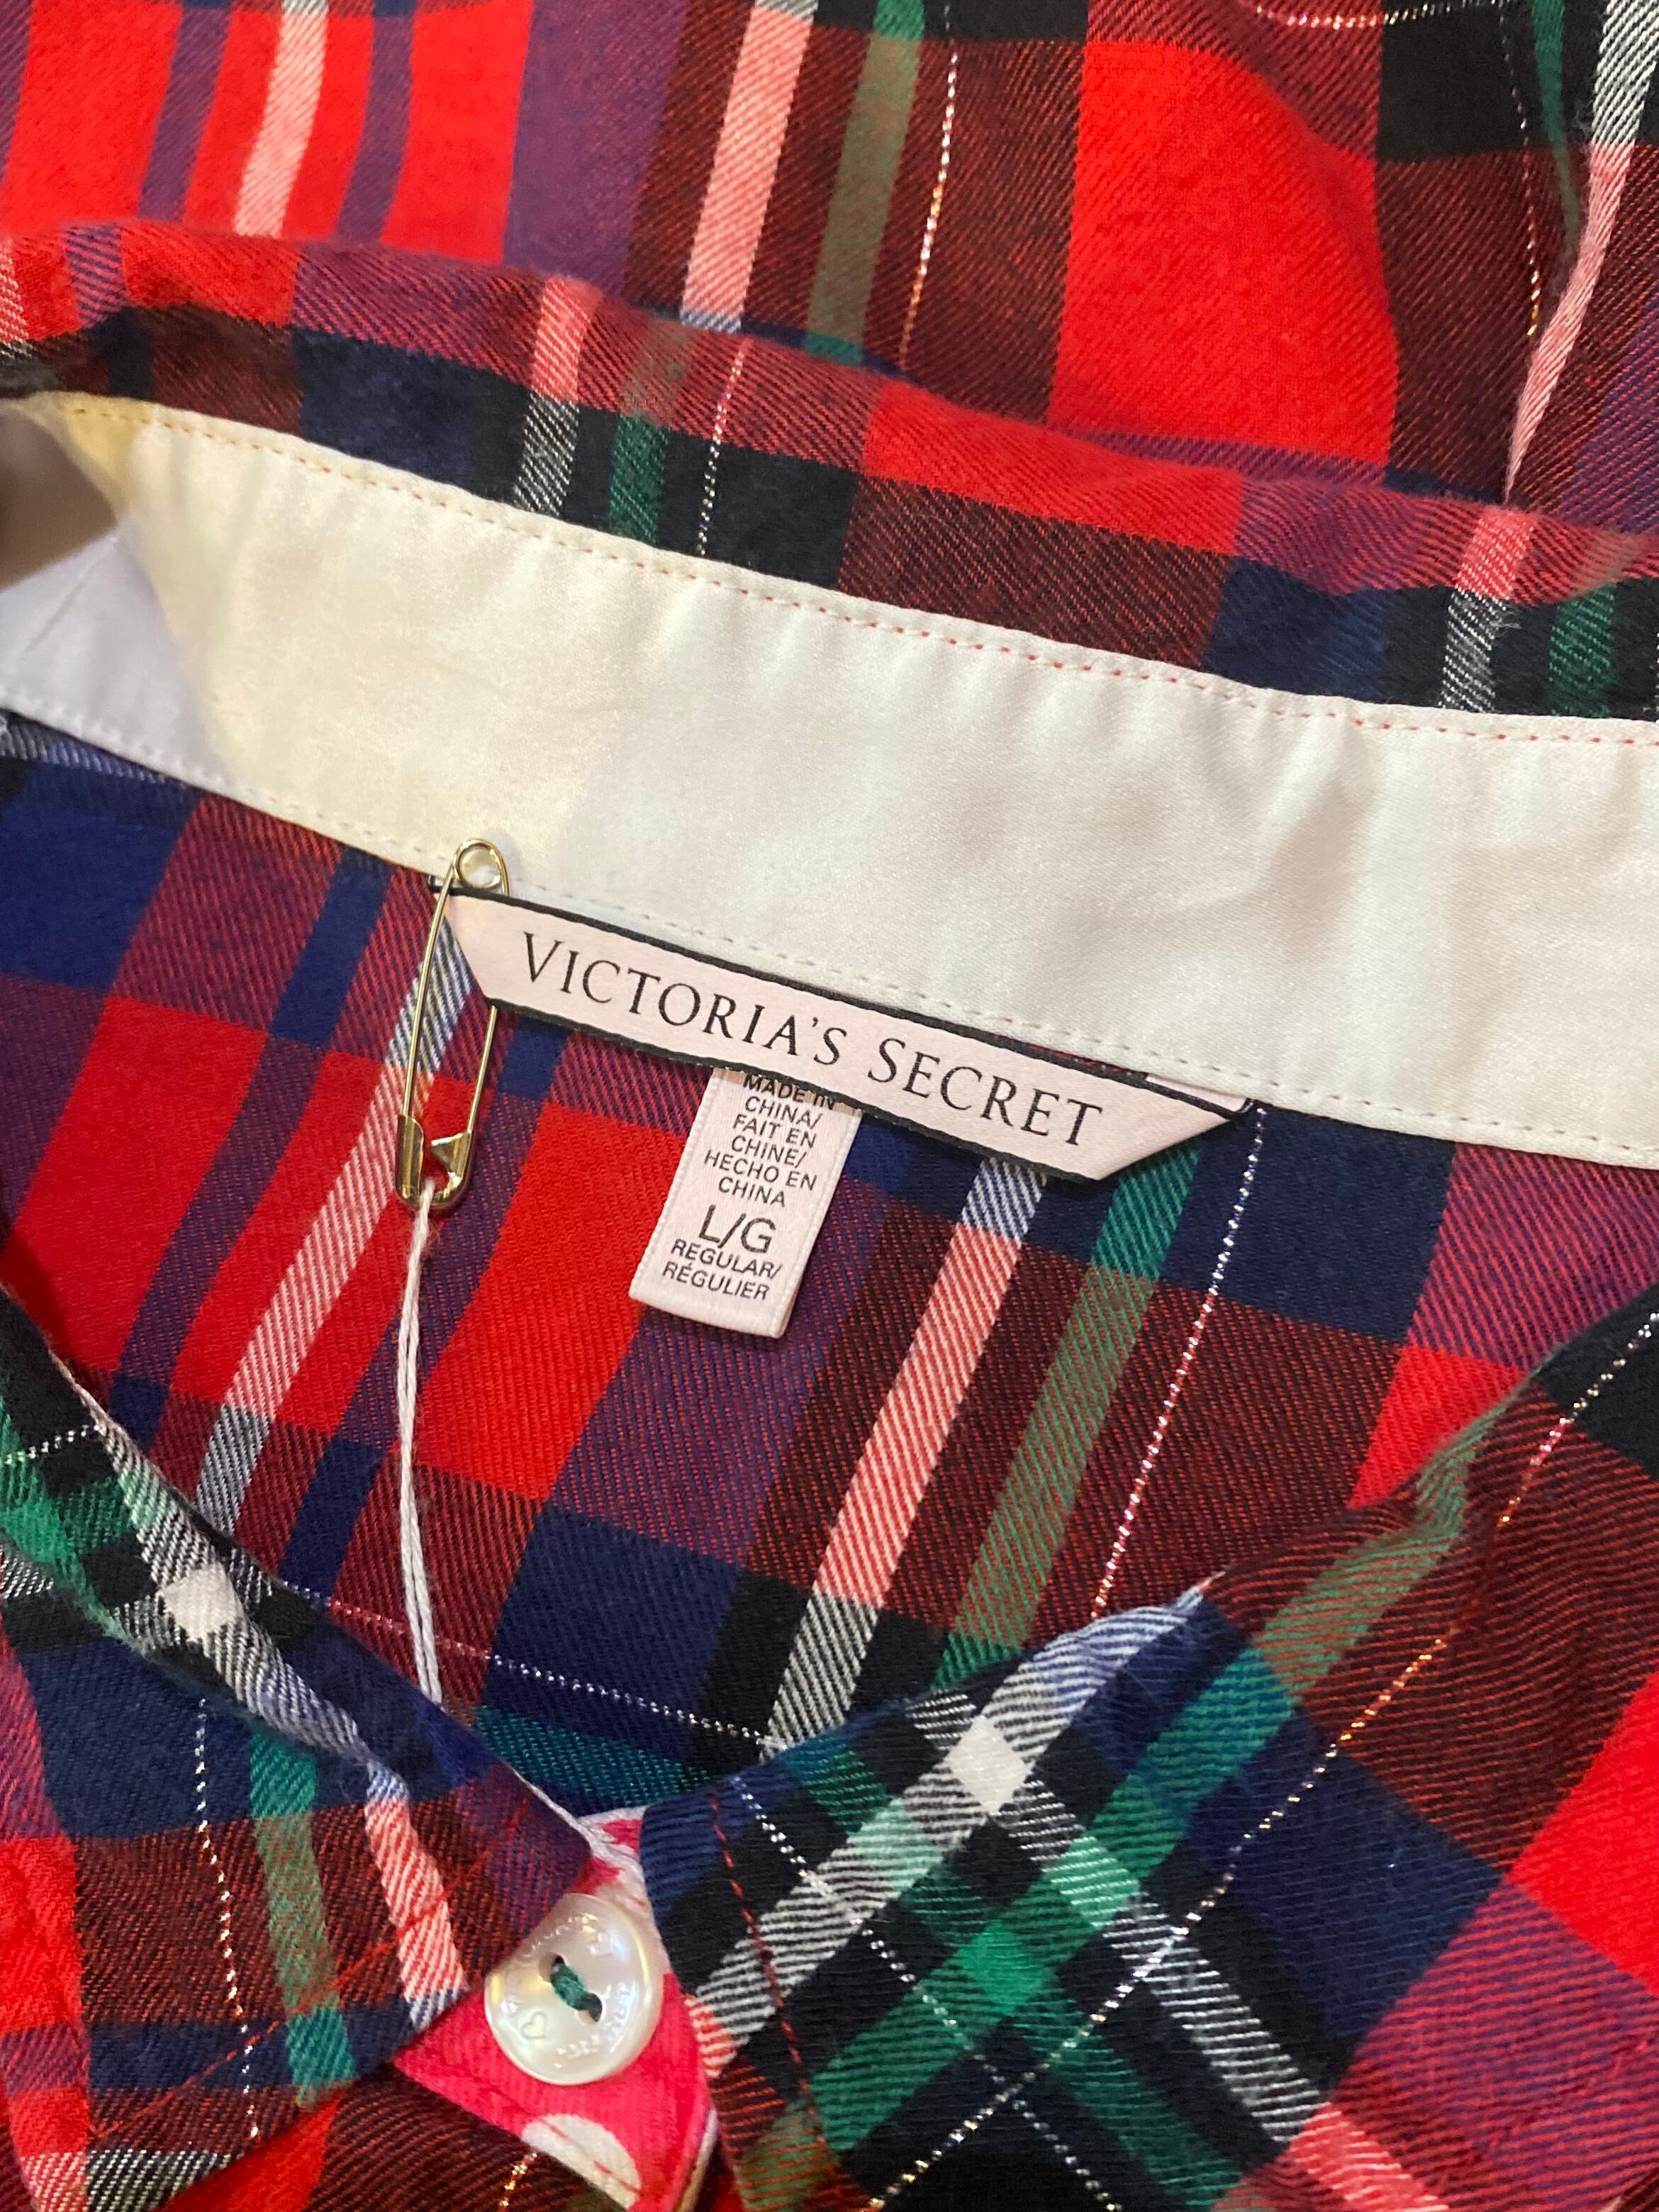 VICTORIA'S SECRET
MADE IN
CHINA/
FAIT EN
CHINE/
HECHO EN
CHINA
L/G
REGULAR/
RÉGULIER